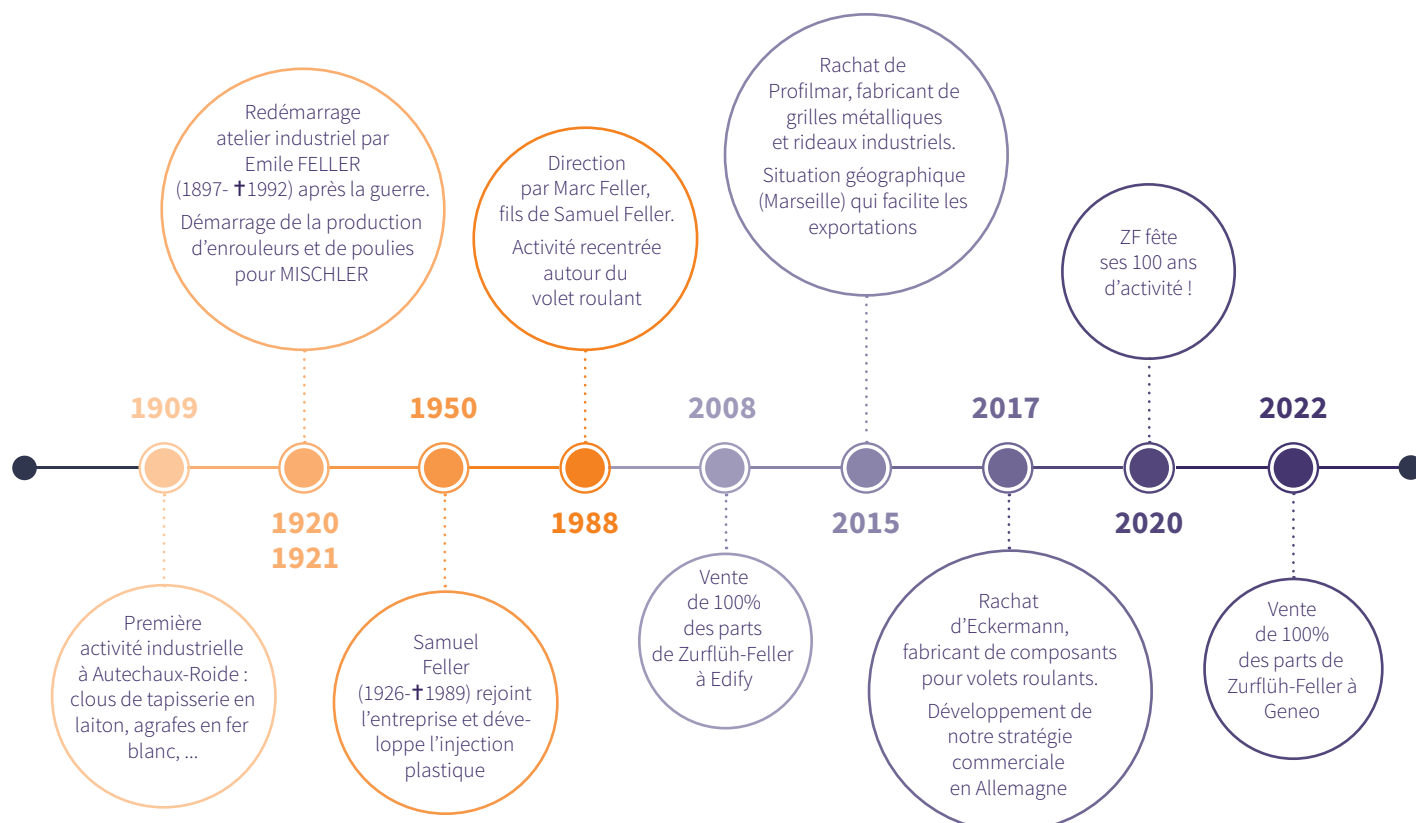 1909
Première
activité industrielle
à Autechaux-Roide :
clous de tapisserie en
laiton, agrafes en fer
blanc, ...
Redémarrage
atelier industriel par
Emile FELLER
(1897- ✝1992) après la guerre.
Démarrage de la production
d’enrouleurs et de poulies
pour MISCHLER
1920
1921
1950
Samuel
Feller
(1926-✝1989) rejoint
l’entreprise et déve-
loppe l’injection
plastique
Direction
par Marc Feller,
fils de Samuel Feller.
Activité recentrée
autour du
volet roulant
1988
2008
Vente
de 100%
des parts
de Zurflüh-Feller
à Edify
Rachat de
Profilmar, fabricant de
grilles métalliques
et rideaux industriels.
Situation géographique
(Marseille) qui facilite les
exportations
2015
2017
Rachat
d’Eckermann,
fabricant de composants
pour volets roulants.
Développement de
notre stratégie
commerciale
en Allemagne
ZF fête
ses 100 ans
d’activité !
2020
2022
Vente
de 100%
des parts de
Zurflüh-Feller à
Geneo